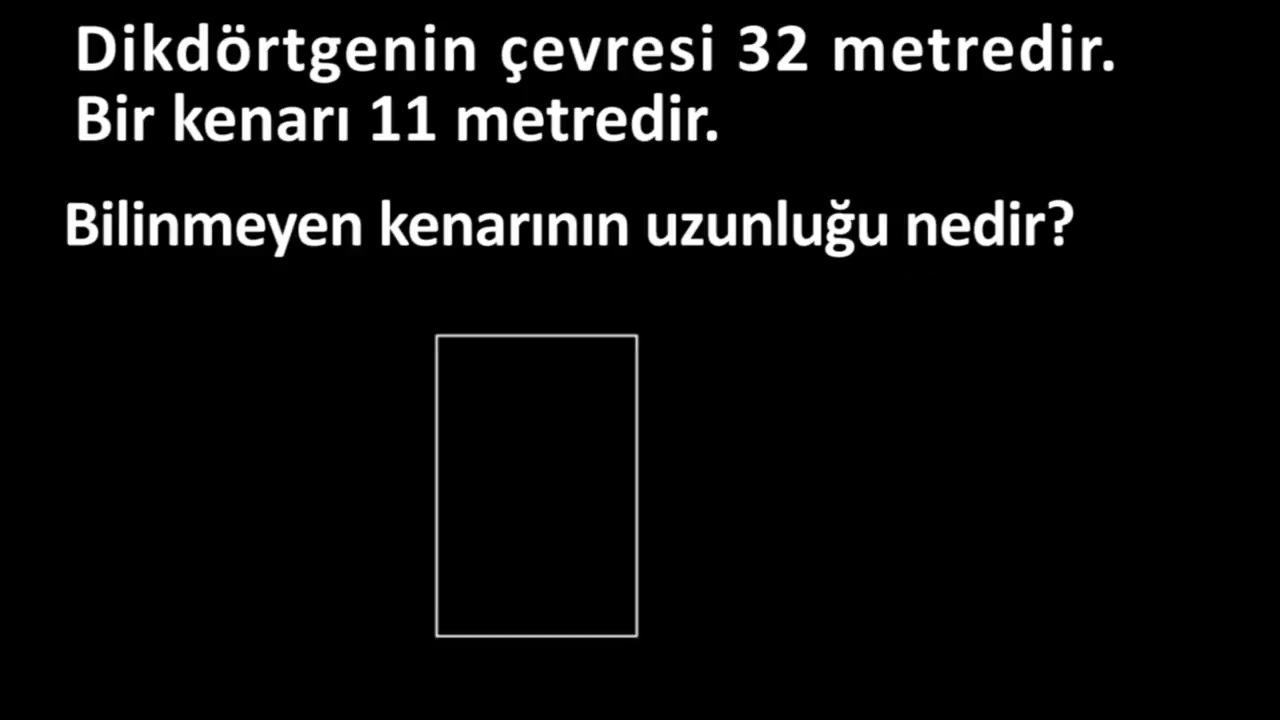 Dikdörtgenin çevresi 32 metredir.
Bir kenarı 11 metredir.
Bilinmeyen kenarının uzunluğu nedir?